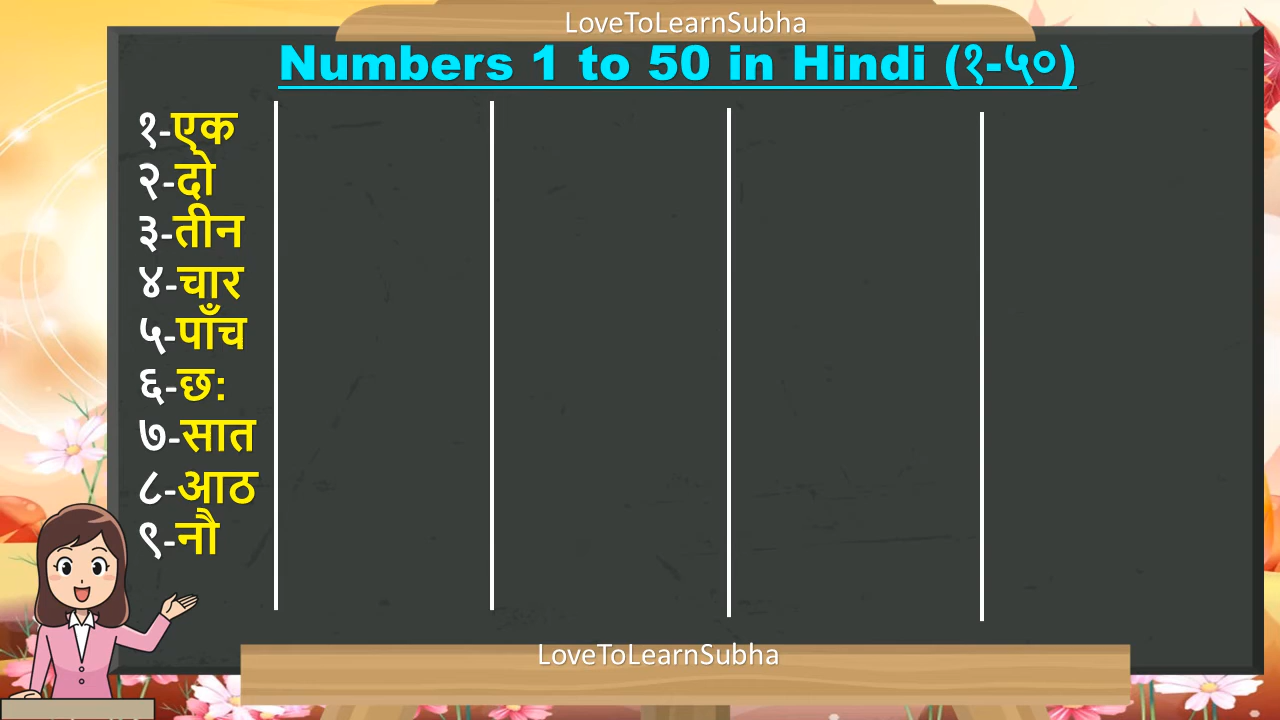 LoveToLearnSubha
Numbers 1 to 50 in Hindi (१-५०)
१-एक
२-दो
३-तीन
४-चार
५-पाँच
६-छ:
७-सात
८-आठ
९-नौ
LoveToLearnSubha